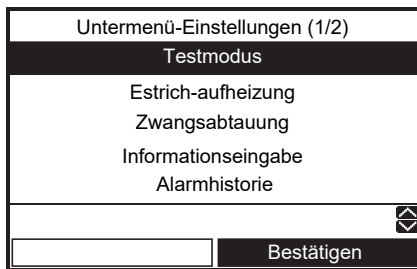 Untermenü-Einstellungen (1/2)
Testmodus
Estrich-aufheizung
Zwangsabtauung
Informationseingabe
Alarmhistorie
Bestätigen